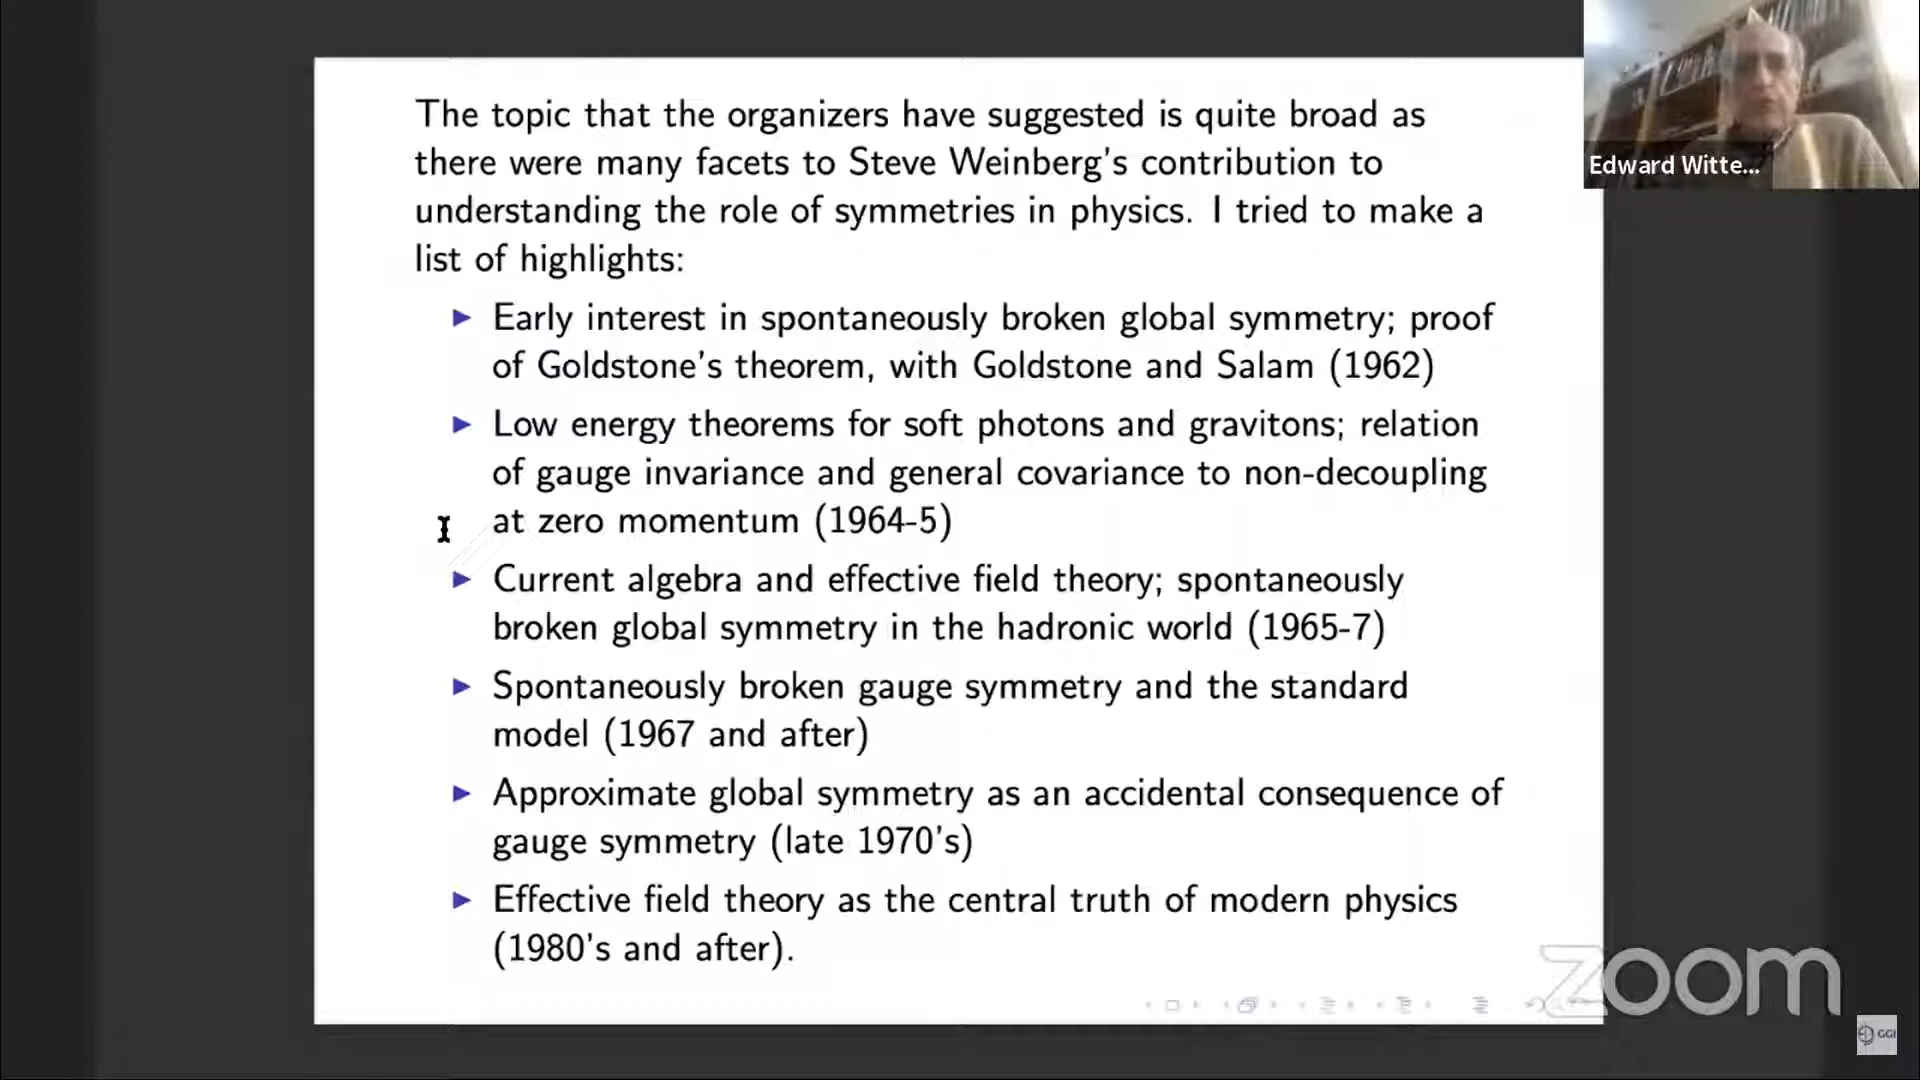 The topic that the organizers have suggested is quite broad as
there were many facets to Steve Weinberg's contribution to
understanding the role of symmetries in physics. I tried to make a
list of highlights:
Early interest in spontaneously broken global symmetry; proof
of Goldstone's theorem, with Goldstone and Salam (1962)
Low energy theorems for soft photons and gravitons; relation
of gauge invariance and general covariance to non-decoupling
at zero momentum (1964-5)
Current algebra and effective field theory; spontaneously
broken global symmetry in the hadronic world (1965-7)
Spontaneously broken gauge symmetry and the standard
model (1967 and after)
Approximate global symmetry as an accidental consequence of
gauge symmetry (late 1970's)
Effective field theory as the central truth of modern physics
(1980's and after).
Edward Witte...
zoom
GGI